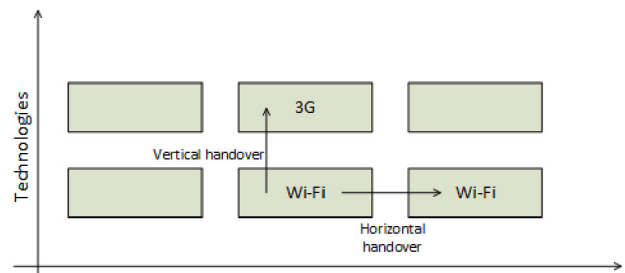 Technologies
3G
Vertical handover
Wi-Fi
Wi-Fi
Horizontal
handover